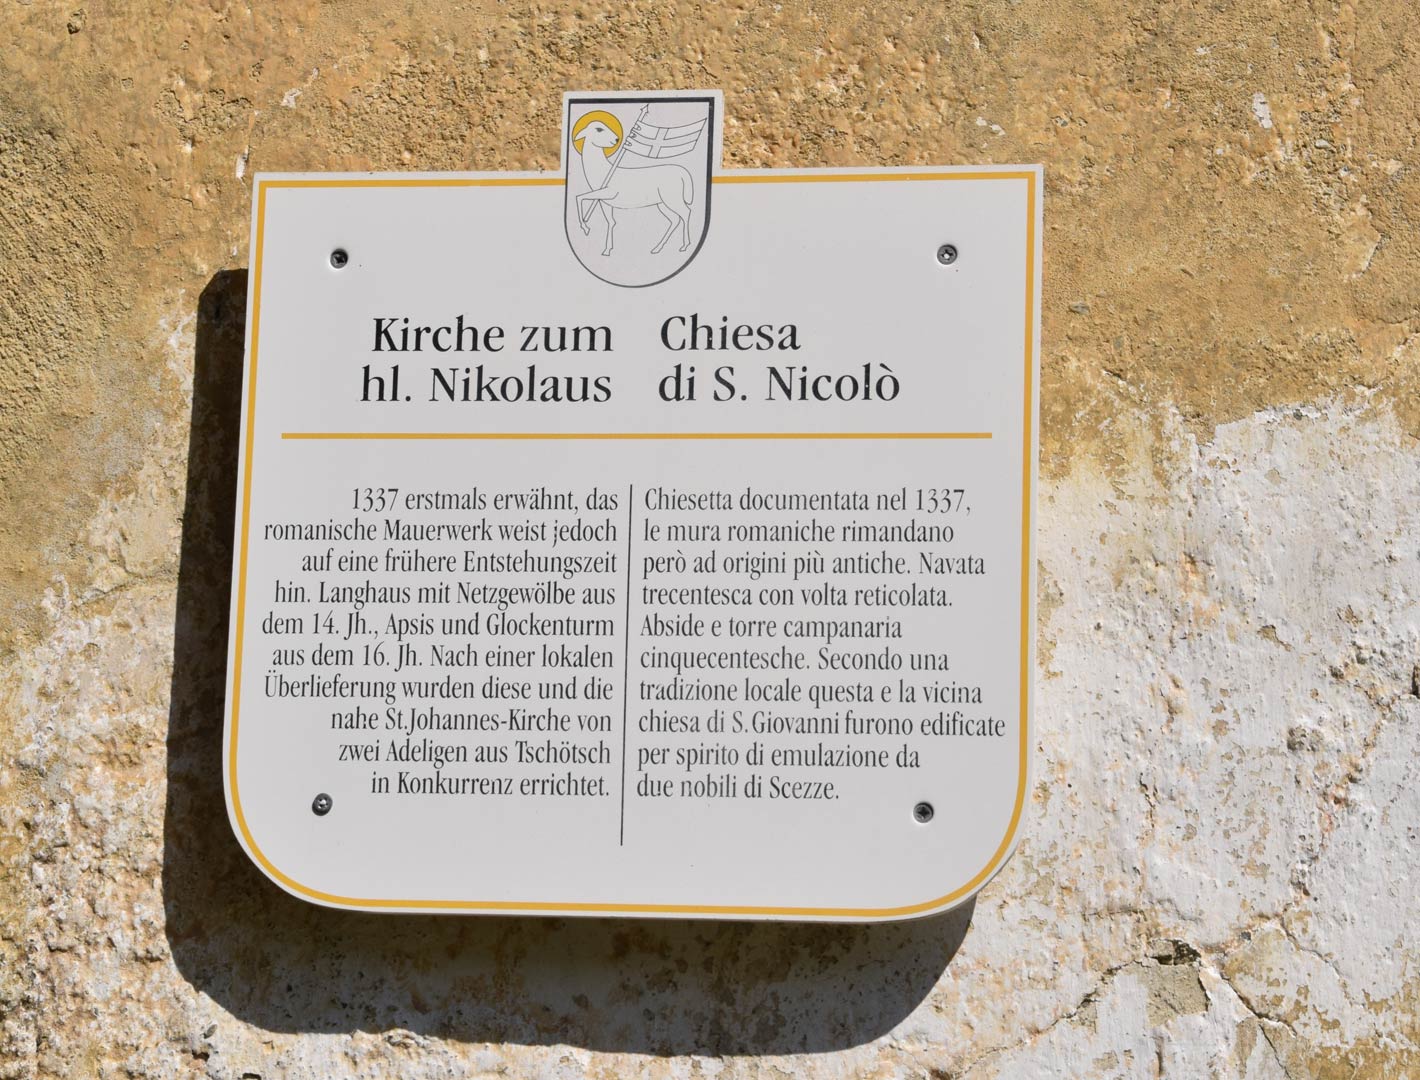 Kirche zum
hl. Nikolaus
Chiesa
di S. Nicolò
1337 erstmals erwähnt, das
romanische Mauerwerk weist jedoch
auf eine frühere Entstehungszeit
hin. Langhaus mit Netzgewölbe aus
dem 14. Jh., Apsis und Glockenturm
aus dem 16. Jh. Nach einer lokalen
Überlieferung wurden diese und die
nahe St.Johannes-Kirche von
zwei Adeligen aus Tschötsch
in Konkurrenz errichtet.
Chiesetta documentata nel 1337,
le mura romaniche rimandano
però ad origini più antiche. Navata
trecentesca con volta reticolata.
Abside e torre campanaria
cinquecentesche. Secondo una
tradizione locale questa e la vicina
chiesa di S.Giovanni furono edificate
per spirito di emulazione da
due nobili di Scezze.